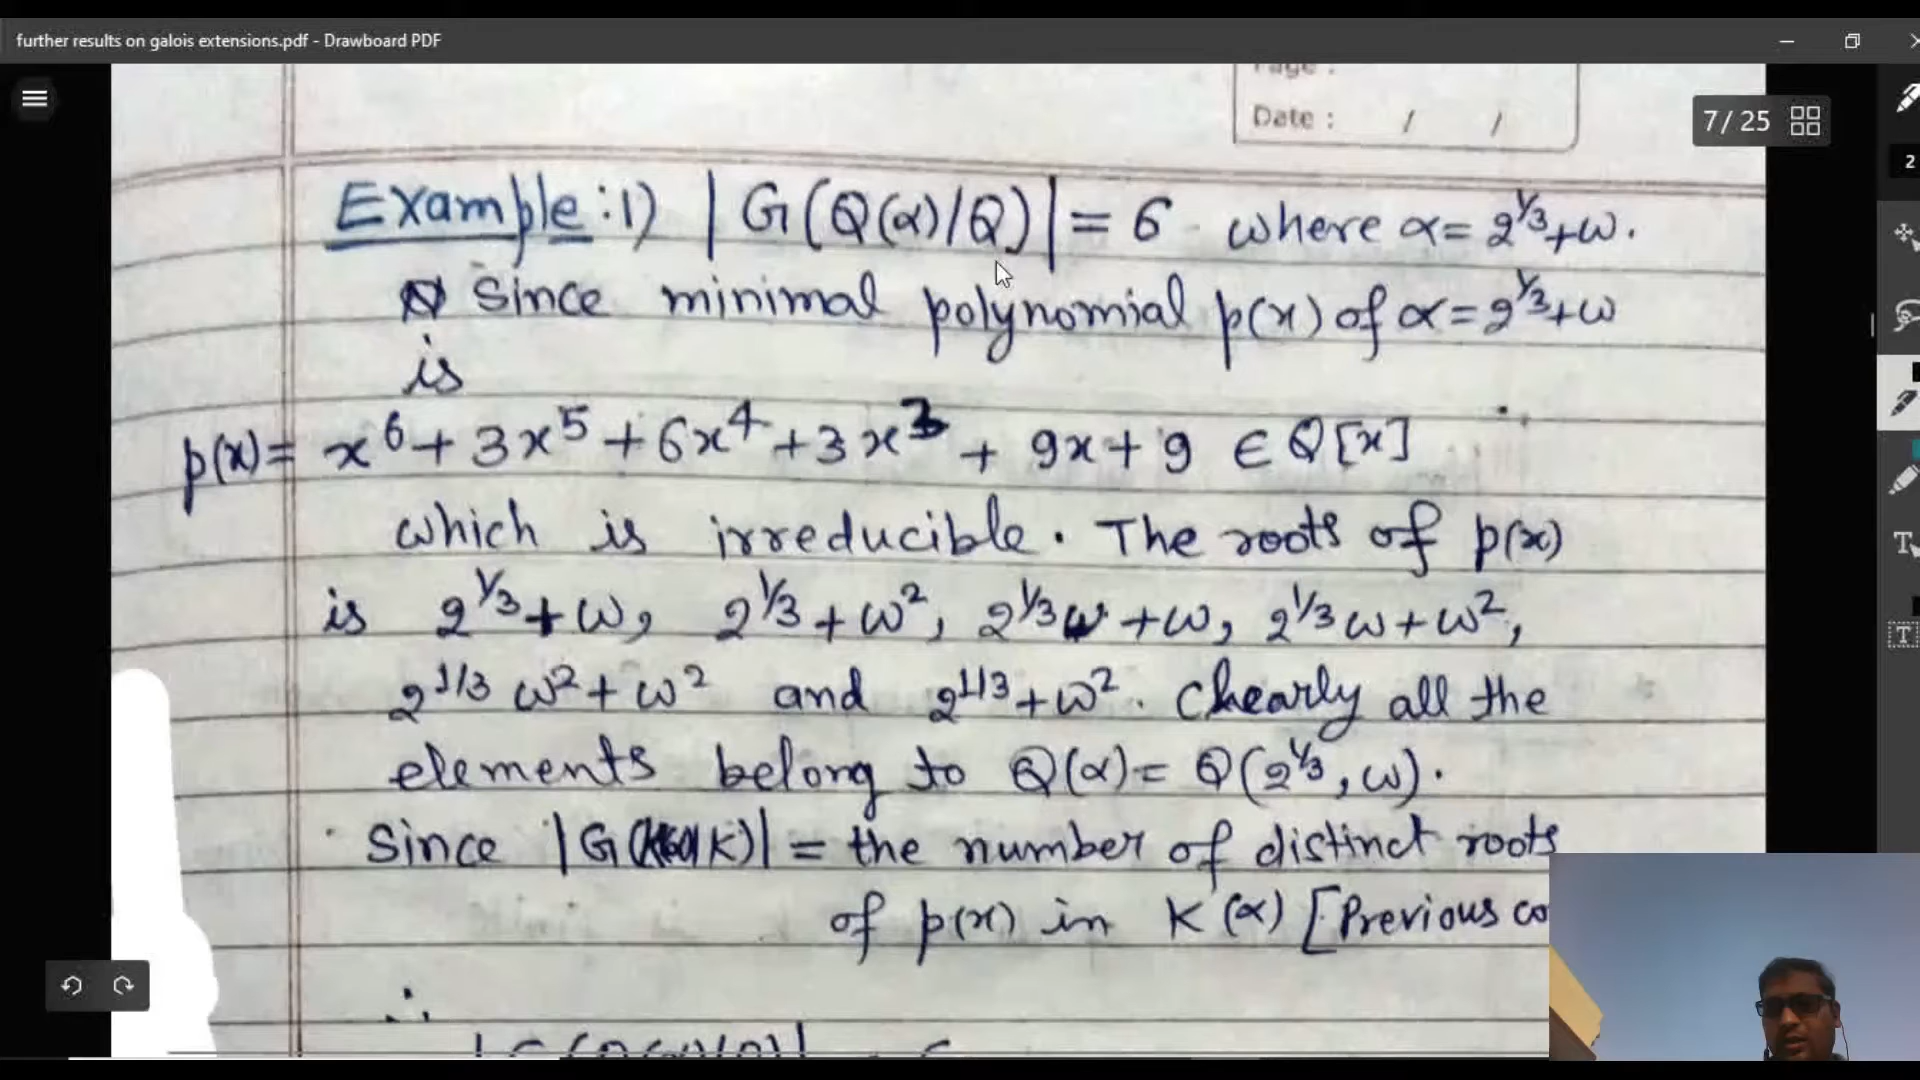 further results on galois extensions.pdf - Drawboard PDF
Page :
Date : / /
7/25
2
Example:1) |G(Q(α)/Q)| = 6 where α= 2^1/3+ω.
Since minimal polynomial p(x) of α=2^1/3+ω
is
p(x)= x^6+3x^5+6x^4+3x^3+9x+9 ∈ Q[x]
which is irreducible. The roots of p(x)
is 2^1/3+ω, 2^1/3+ω^2, 2^1/3ω+ω, 2^1/3ω+ω^2,
2^1/3 ω^2+ω^2 and 2^1/3+ω^2. Clearly all the
elements belong to Q(α)= Q(2^1/3, ω).
Since |G( /K)| = the number of distinct roots
of p(x) in K(α) [Previous co
∴